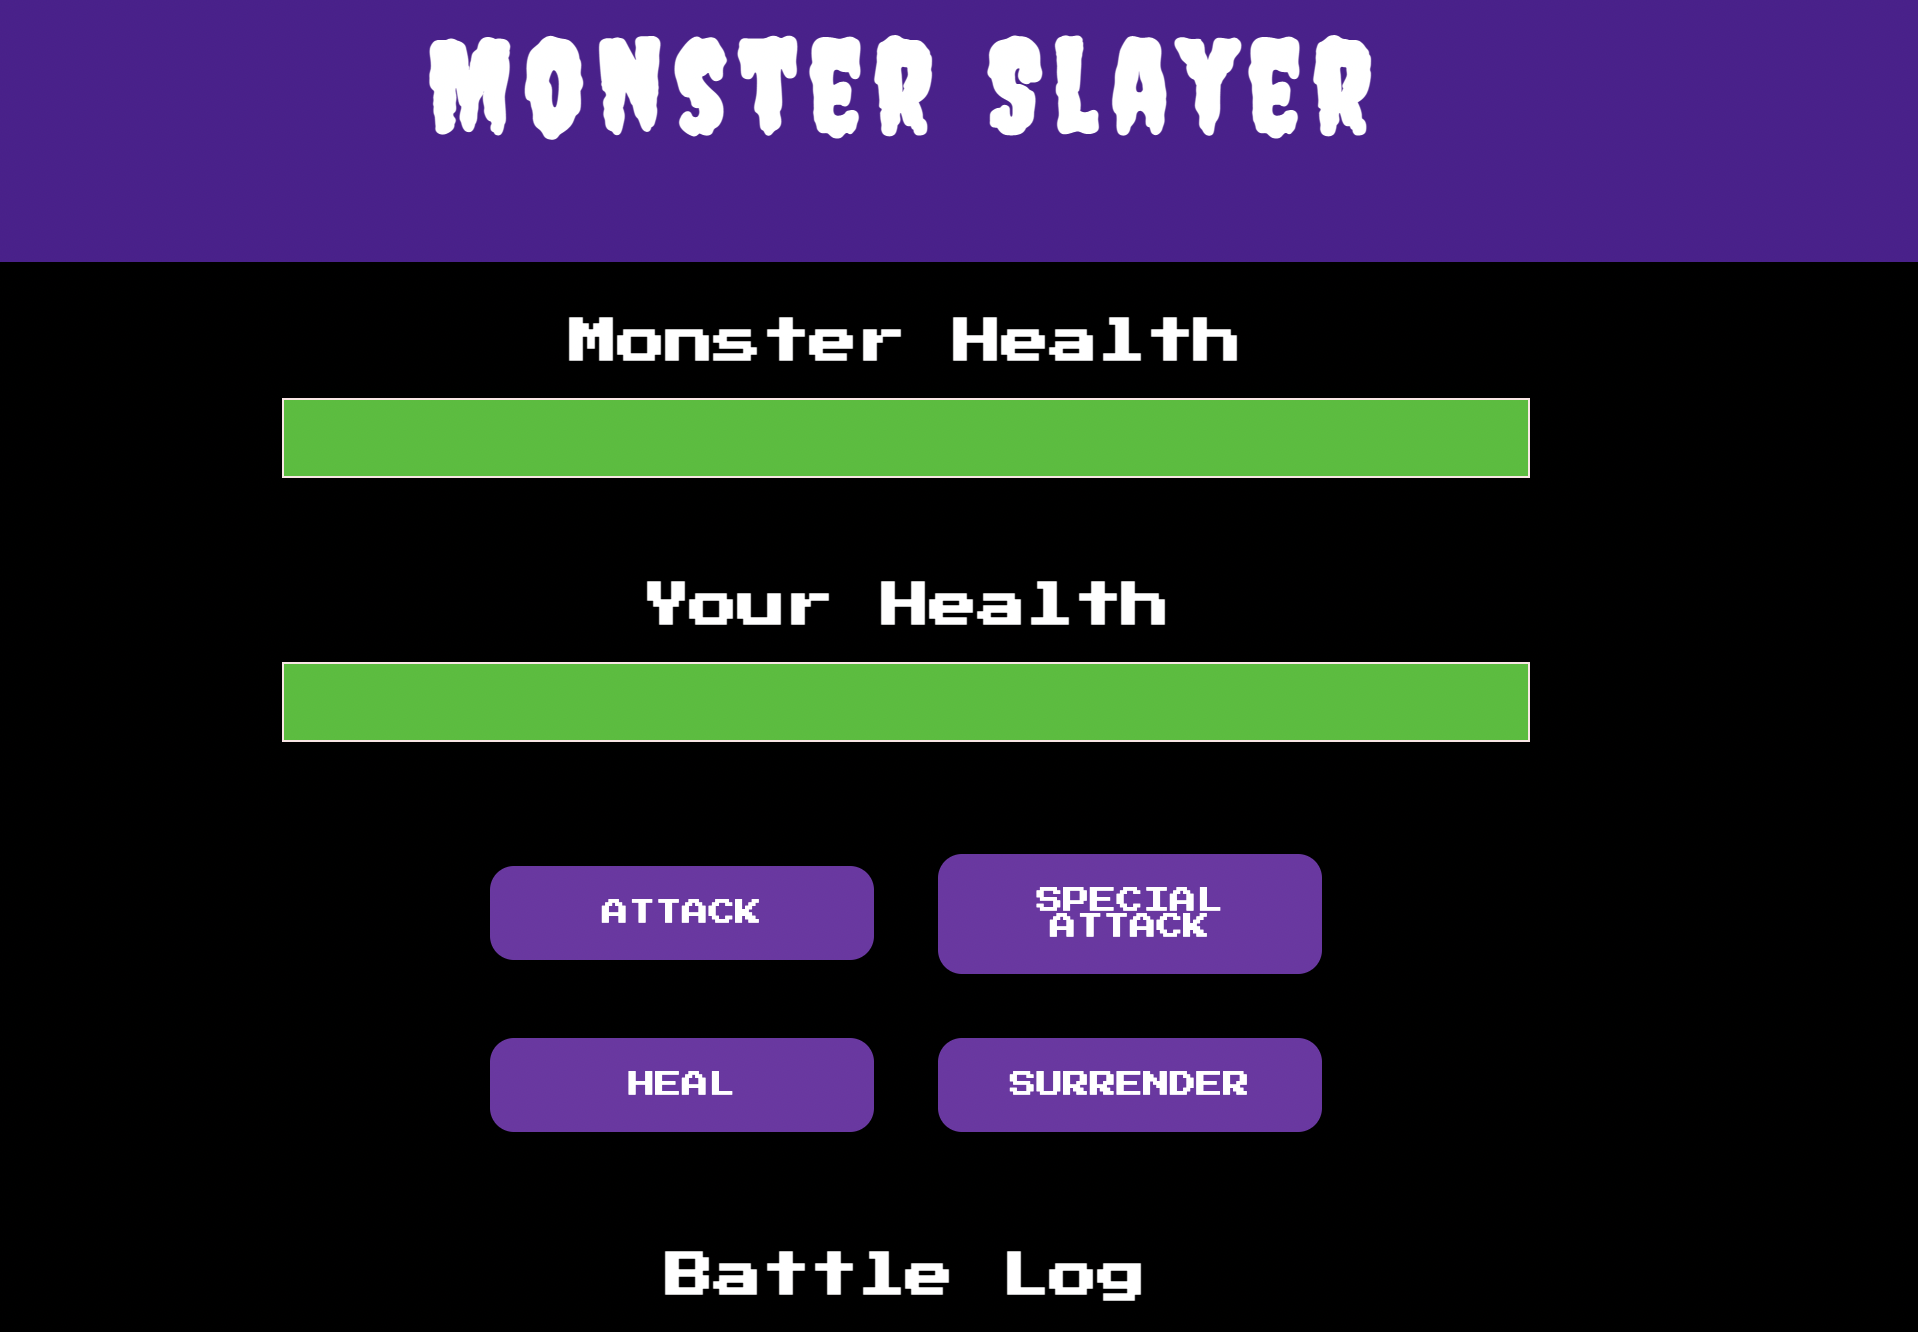 MONSTER SLAYER
Monster Health
Your Health
ATTACK
SPECIAL
ATTACK
HEAL
SURRENDER
Battle Log